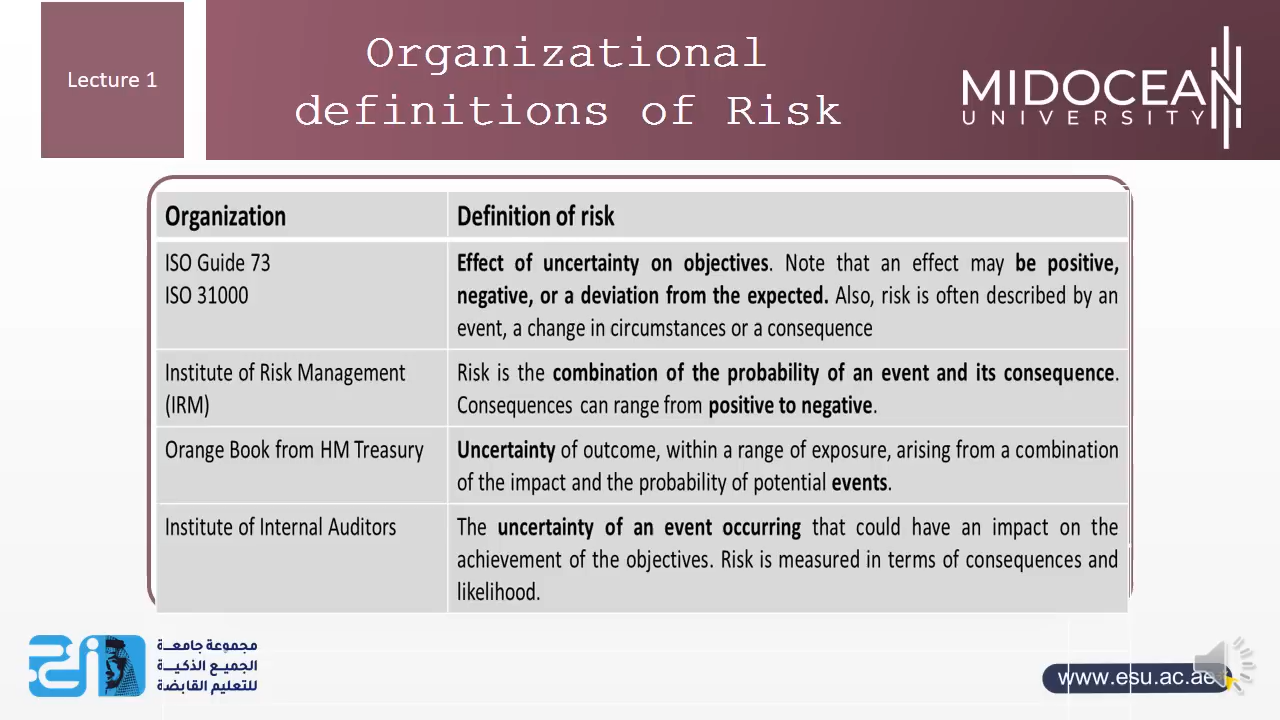 Lecture 1
Organizational
definitions of Risk
MIDOCEAN
UNIVERSITY
Organization
Definition of risk
ISO Guide 73
ISO 31000
Effect of uncertainty on objectives. Note that an effect may be positive,
negative, or a deviation from the expected. Also, risk is often described by an
event, a change in circumstances or a consequence
Institute of Risk Management
(IRM)
Risk is the combination of the probability of an event and its consequence.
Consequences can range from positive to negative.
Orange Book from HM Treasury
Uncertainty of outcome, within a range of exposure, arising from a combination
of the impact and the probability of potential events.
Institute of Internal Auditors
The uncertainty of an event occurring that could have an impact on the
achievement of the objectives. Risk is measured in terms of consequences and
likelihood.
مجموعة جامعة
الجميع الذكية
للتعليم القابضة
www.esu.ac.ae